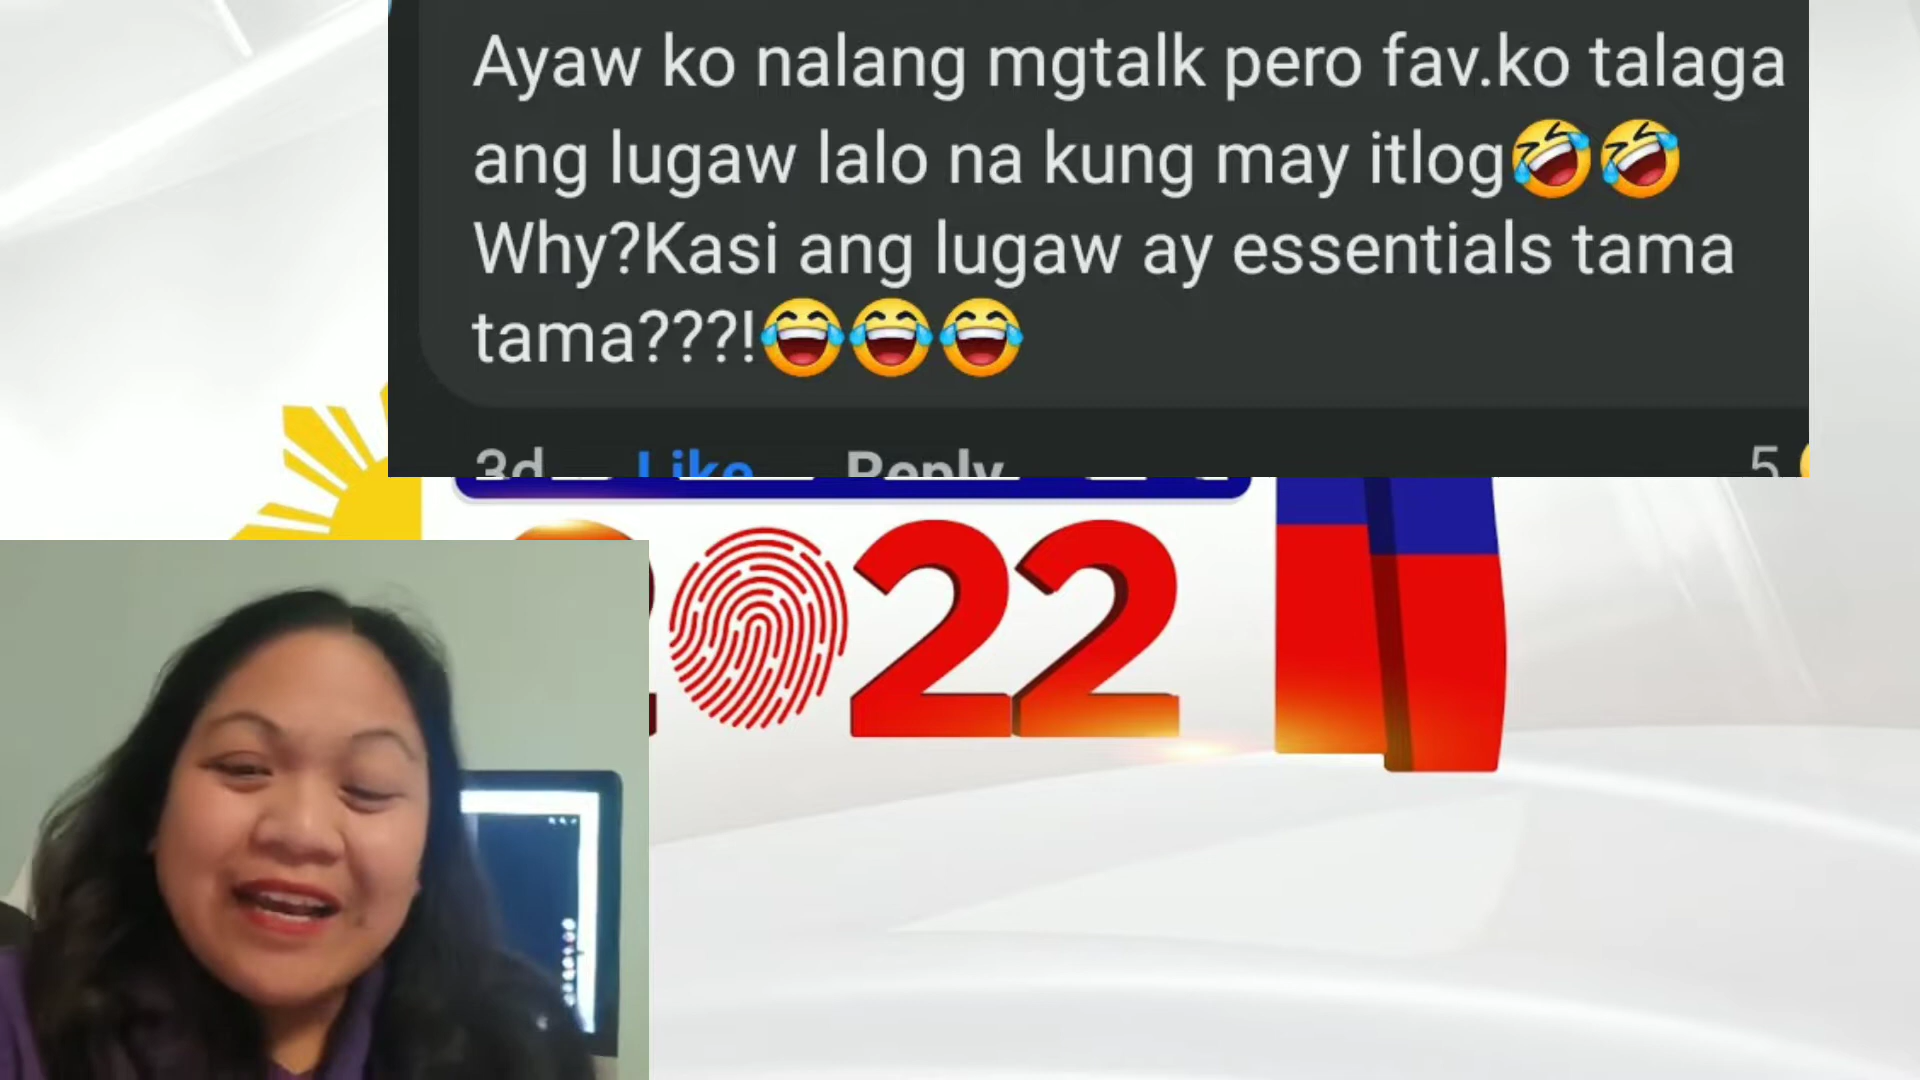 Ayaw ko nalang mgtalk pero fav.ko talaga
ang lugaw lalo na kung may itlog🤣🤣
Why?Kasi ang lugaw ay essentials tama
tama???!😂😂😂
3d Like Reply 5
2022